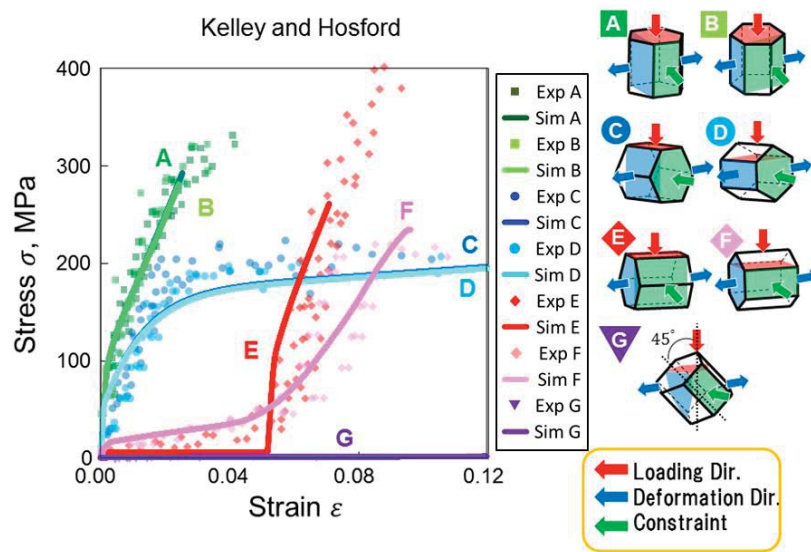 Kelley and Hosford
Stress σ, MPa
400
300
200
100
0
0.00
0.04
0.08
0.12
Strain ε
A
B
C
D
E
F
G
Exp A
Sim A
Exp B
Sim B
Exp C
Sim C
Exp D
Sim D
Exp E
Sim E
Exp F
Sim F
Exp G
Sim G
A
B
C
D
E
F
G
45°
Loading Dir.
Deformation Dir.
Constraint